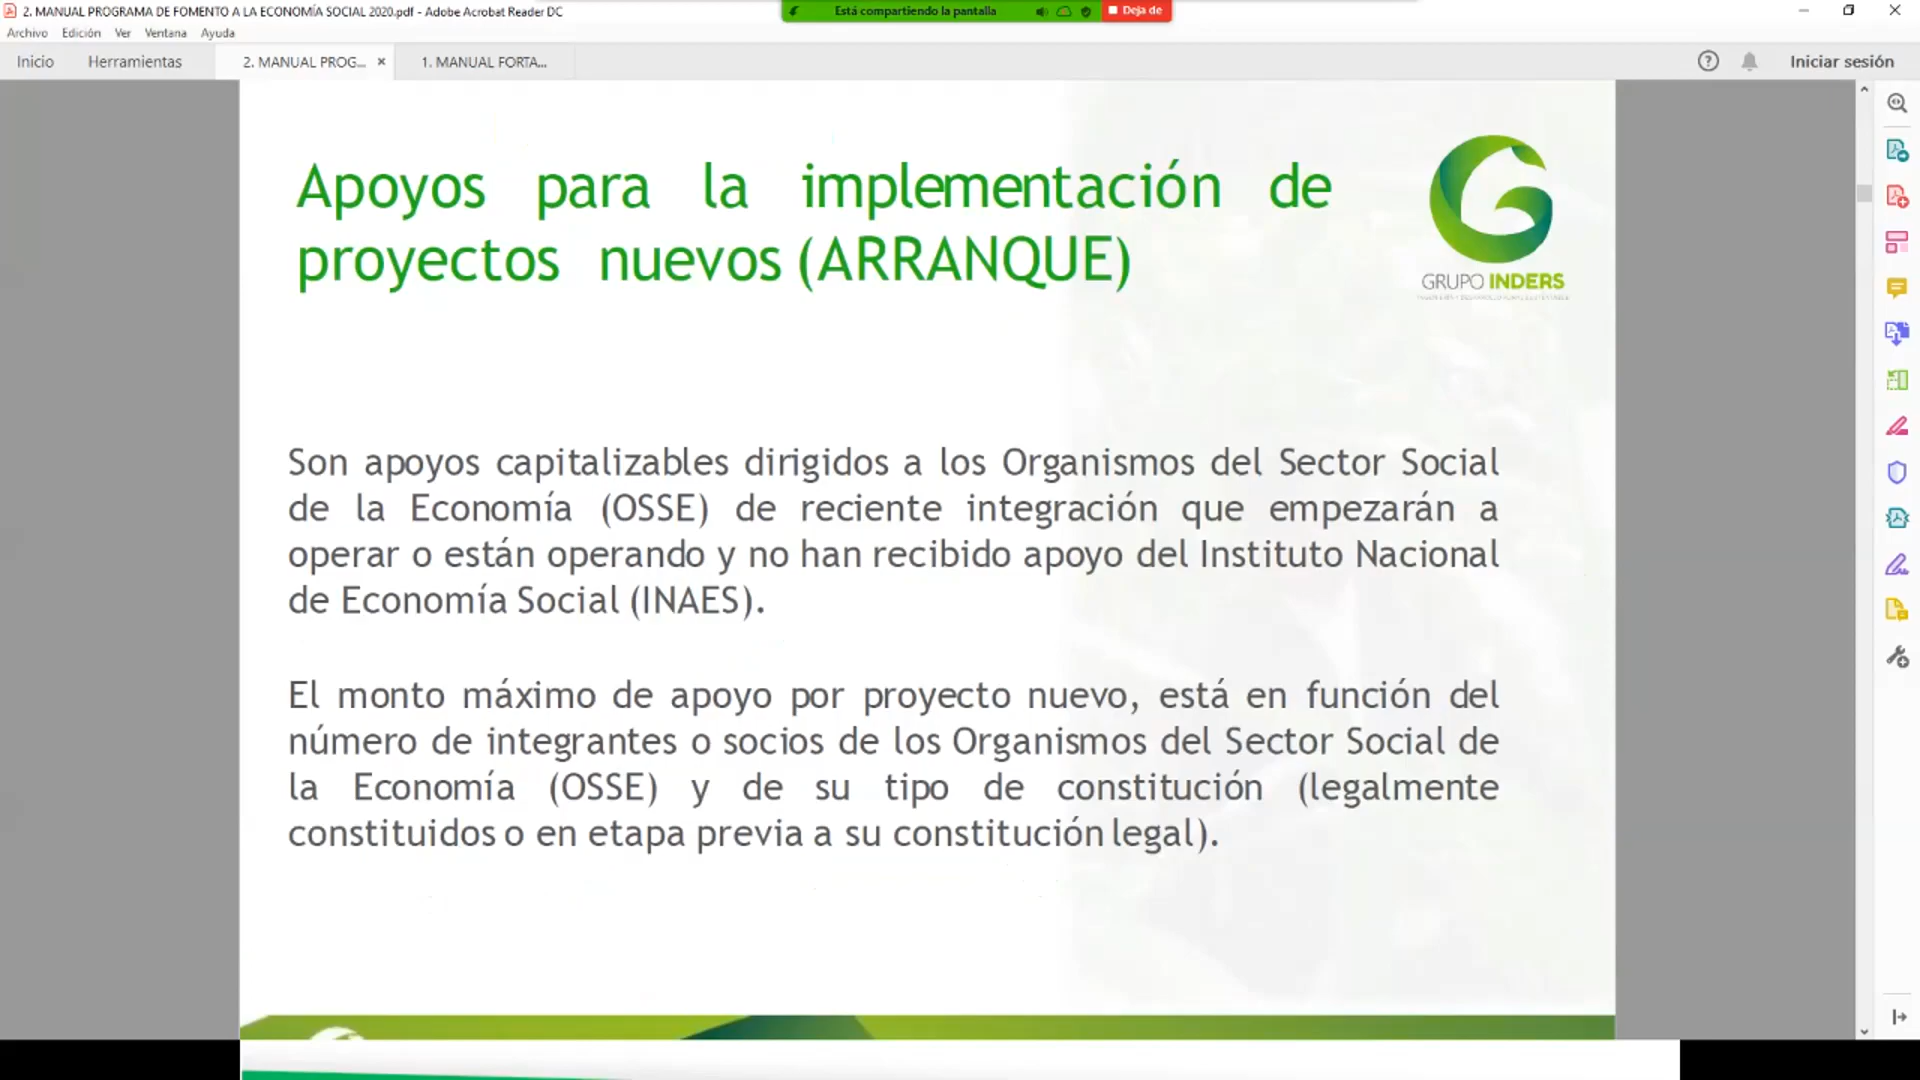 2. MANUAL PROGRAMA DE FOMENTO A LA ECONOMÍA SOCIAL 2020.pdf - Adobe Acrobat Reader DC
Está compartiendo la pantalla
Deja de
Archivo Edición Ver Ventana Ayuda
Inicio Herramientas
2. MANUAL PROG... ×
1. MANUAL FORTA...
Iniciar sesión
Apoyos para la implementación de
proyectos nuevos (ARRANQUE)
GRUPO INDERS
Son apoyos capitalizables dirigidos a los Organismos del Sector Social
de la Economía (OSSE) de reciente integración que empezarán a
operar o están operando y no han recibido apoyo del Instituto Nacional
de Economía Social (INAES).
El monto máximo de apoyo por proyecto nuevo, está en función del
número de integrantes o socios de los Organismos del Sector Social de
la Economía (OSSE) y de su tipo de constitución (legalmente
constituidos o en etapa previa a su constitución legal).